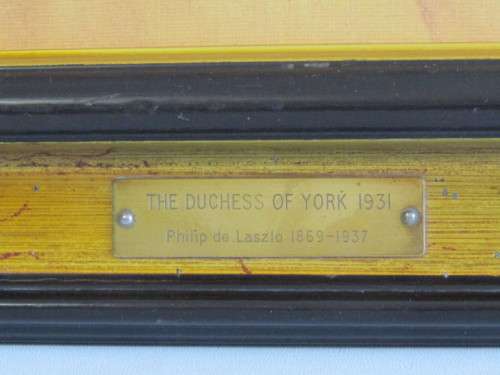 THE DUCHESS OF YORK 1931
Philip de Laszlo 1869-1937